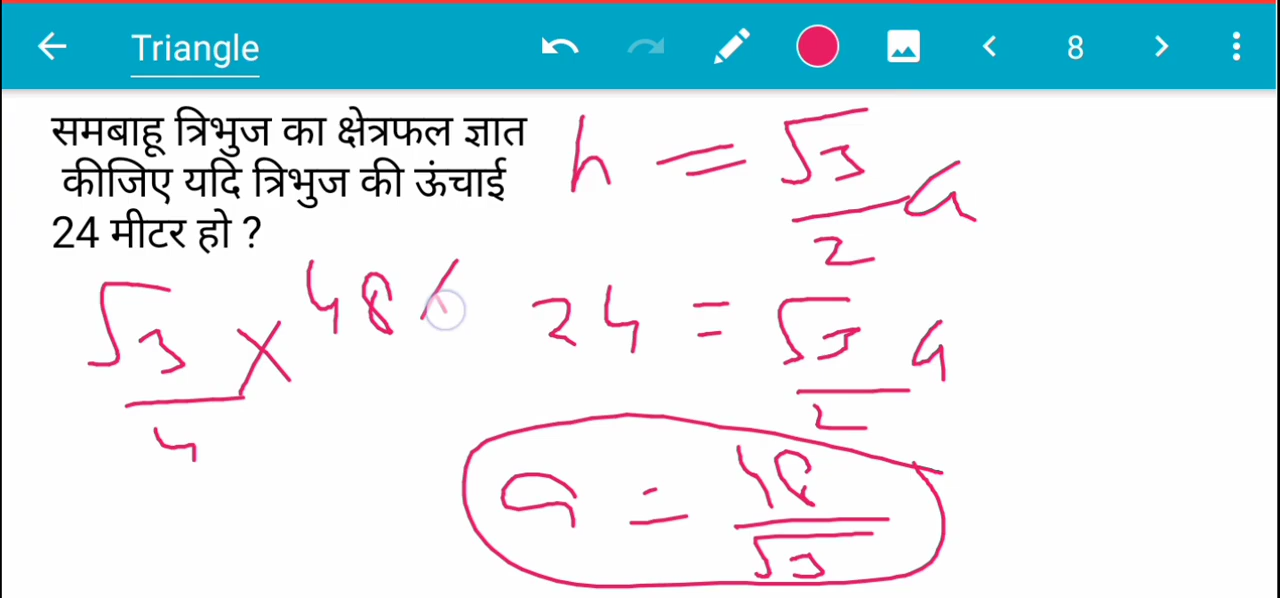 Triangle
8
समबाहू त्रिभुज का क्षेत्रफल ज्ञात
कीजिए यदि त्रिभुज की ऊंचाई
24 मीटर हो ?
h = √3/2 a
24 = √3/2 a
a = 48/√3
√3/4 × 48